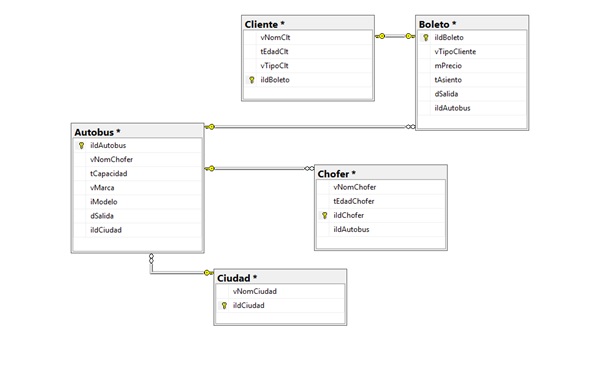 Cliente *
vNomClt
tEdadClt
vTipoClt
iIdBoleto
Boleto *
iIdBoleto
vTipoCliente
mPrecio
tAsiento
dSalida
iIdAutobus
Autobus *
iIdAutobus
vNomChofer
tCapacidad
vMarca
iModelo
dSalida
iIdCiudad
Chofer *
vNomChofer
tEdadChofer
iIdChofer
iIdAutobus
Ciudad *
vNomCiudad
iIdCiudad